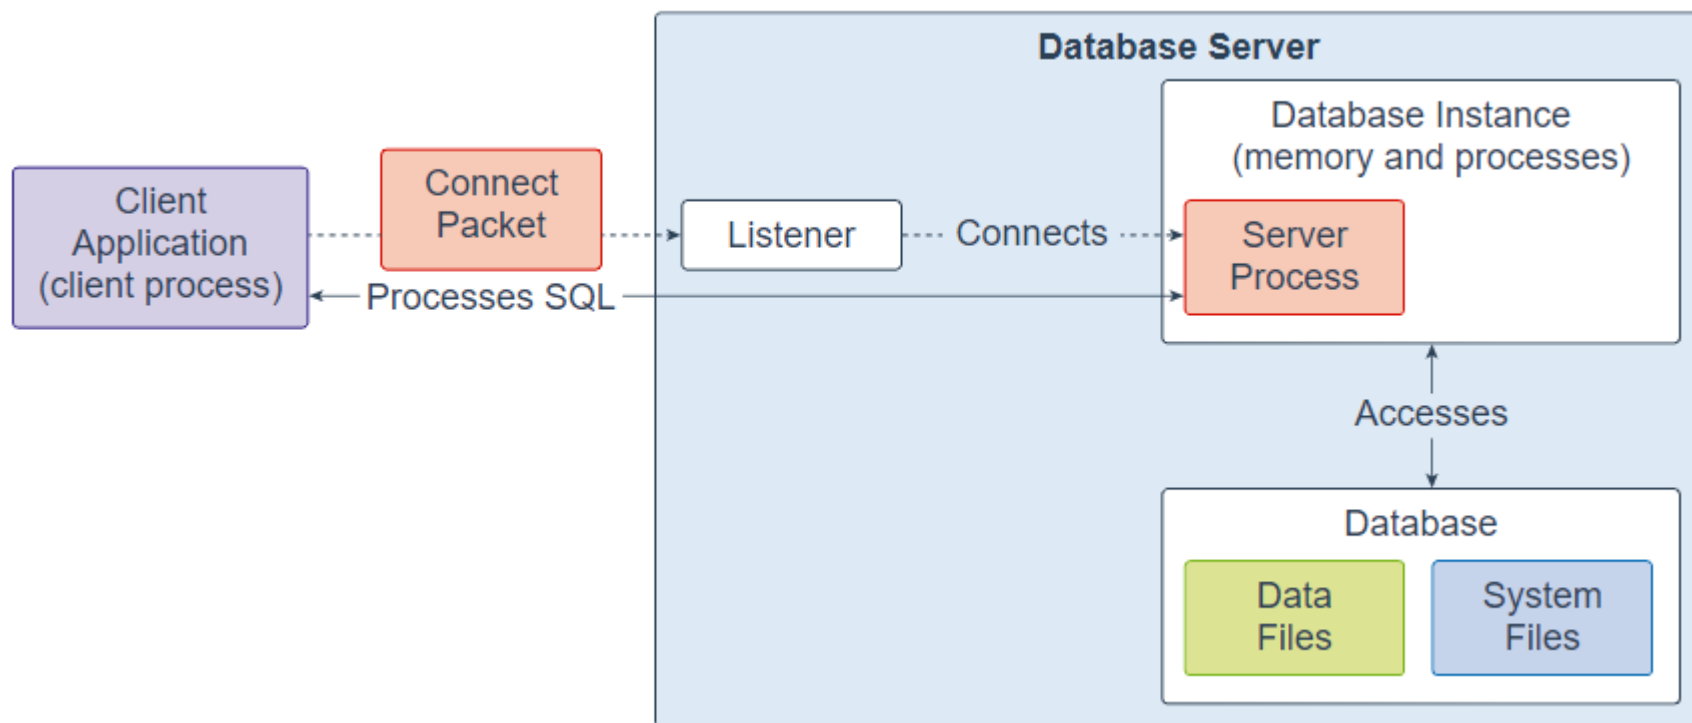 Database Server
Database Instance
(memory and processes)
Client
Application
(client process)
Connect
Packet
Listener
Connects
Server
Process
Processes SQL
Accesses
Database
Data
Files
System
Files